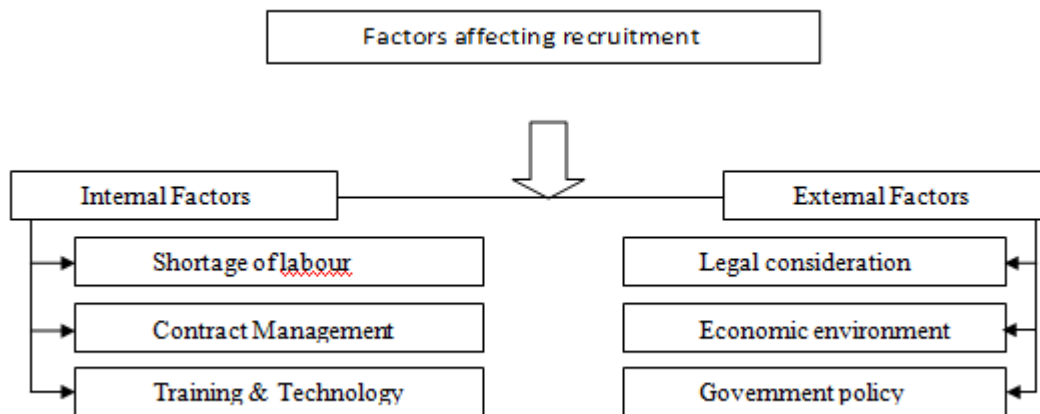 Factors affecting recruitment
Internal Factors
External Factors
Shortage of labour
Legal consideration
Contract Management
Economic environment
Training & Technology
Government policy